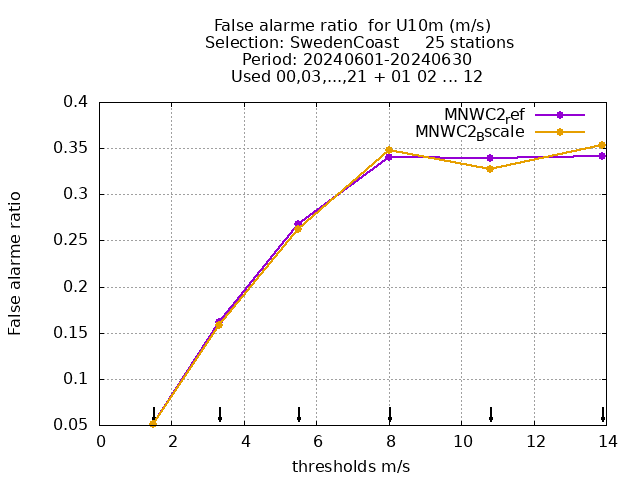 False alarme ratio  for U10m (m/s)
Selection: SwedenCoast     25 stations
Period: 20240601-20240630
Used 00,03,...,21 + 01 02 ... 12
MNWC2ref
MNWC2Bscale
0.4
0.35
0.3
0.25
0.2
0.15
0.1
0.05
False alarme ratio
0 2 4 6 8 10 12 14
thresholds m/s